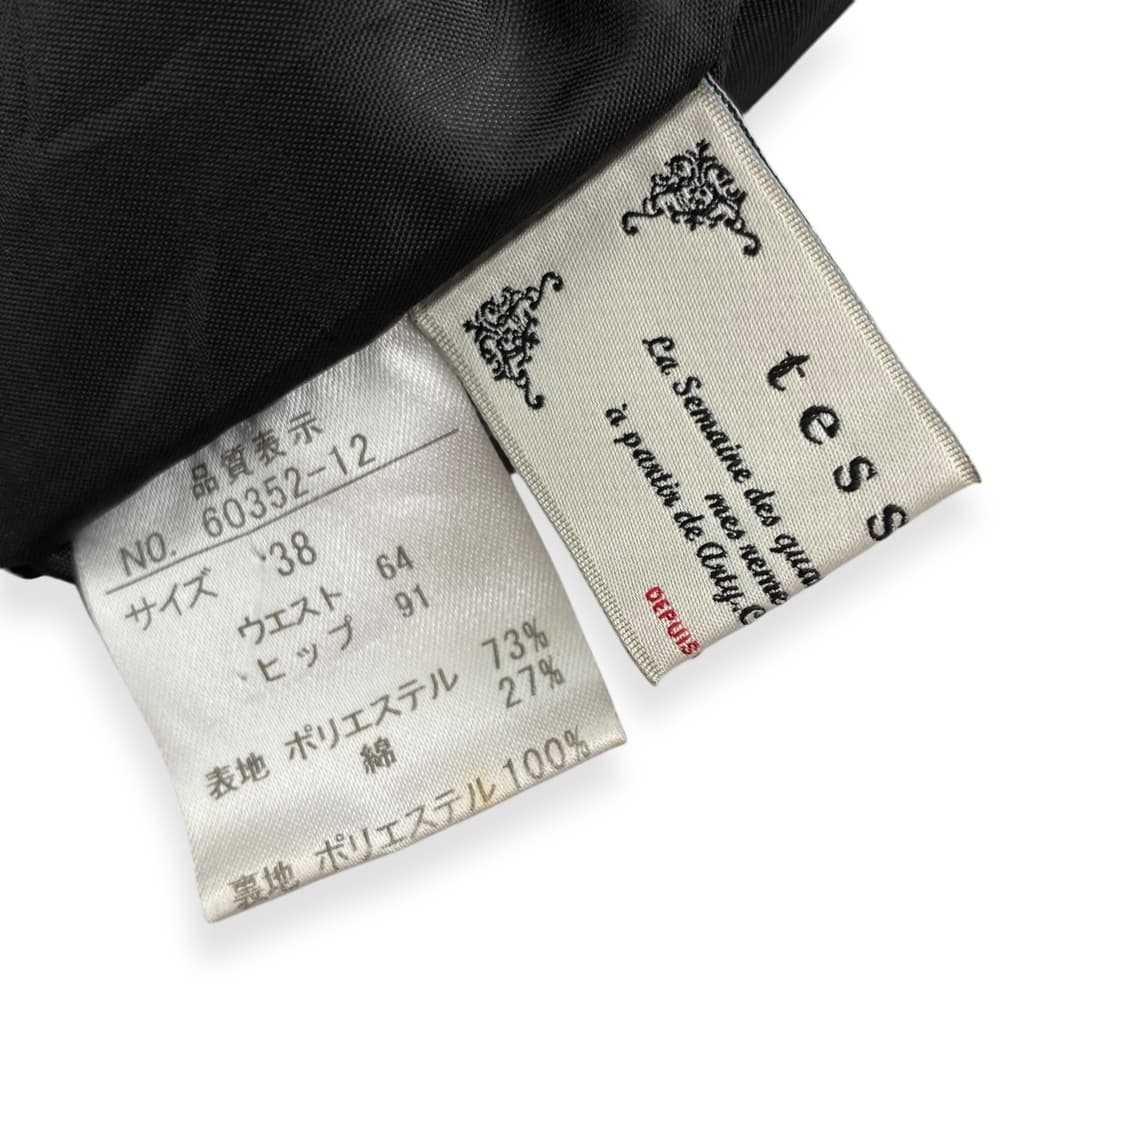 品質表示
NO. 60352-12
サイズ 38
ウエスト 64
ヒップ 91
表地 ポリエステル 73%
綿 27%
裏地 ポリエステル 100%
tess
La Semaine des
mes
à partir de Arty.
DEPUIS